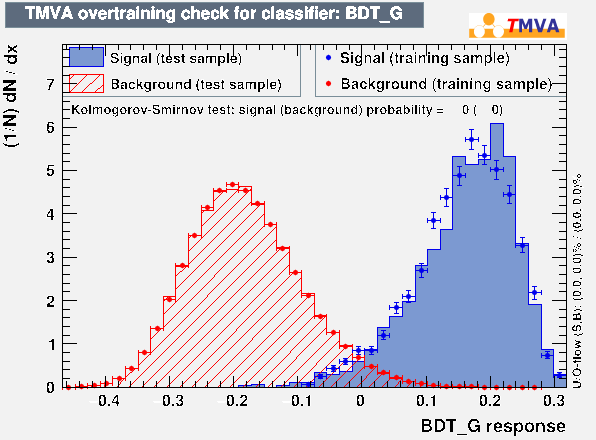 TMVA overtraining check for classifier: BDT_G
TMVA
Signal (test sample)
Background (test sample)
Signal (training sample)
Background (training sample)
Kolmogorov-Smirnov test: signal (background) probability = 0 ( 0)
(1/N) dN / dx
7
6
5
4
3
2
1
0
-0.4 -0.3 -0.2 -0.1 0 0.1 0.2 0.3
BDT_G response
U/O-flow (S,B): (0.0, 0.0)% / (0.0, 0.0)%